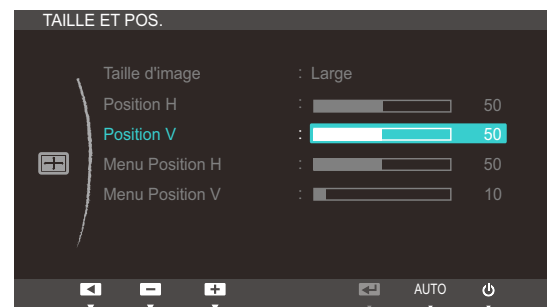 TAILLE ET POS.
Taille d'image : Large
Position H : 50
Position V : 50
Menu Position H : 50
Menu Position V : 10
AUTO